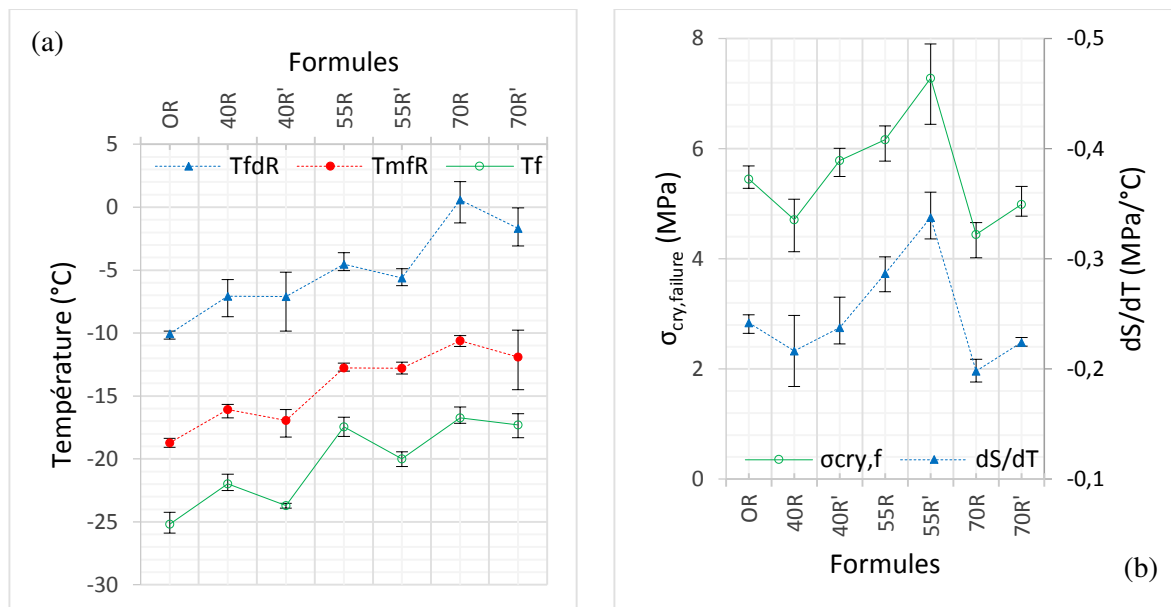 (a)
Formules
OR 40R 40R' 55R 55R' 70R 70R'
TfdR TmfR Tf
Température (°C)
5
0
-5
-10
-15
-20
-25
-30
σcry,failure (MPa)
8
6
4
2
0
-0,5
-0,4
-0,3
-0,2
-0,1
dS/dT (MPa/°C)
σcry,f dS/dT
OR 40R 40R' 55R 55R' 70R 70R'
Formules
(b)